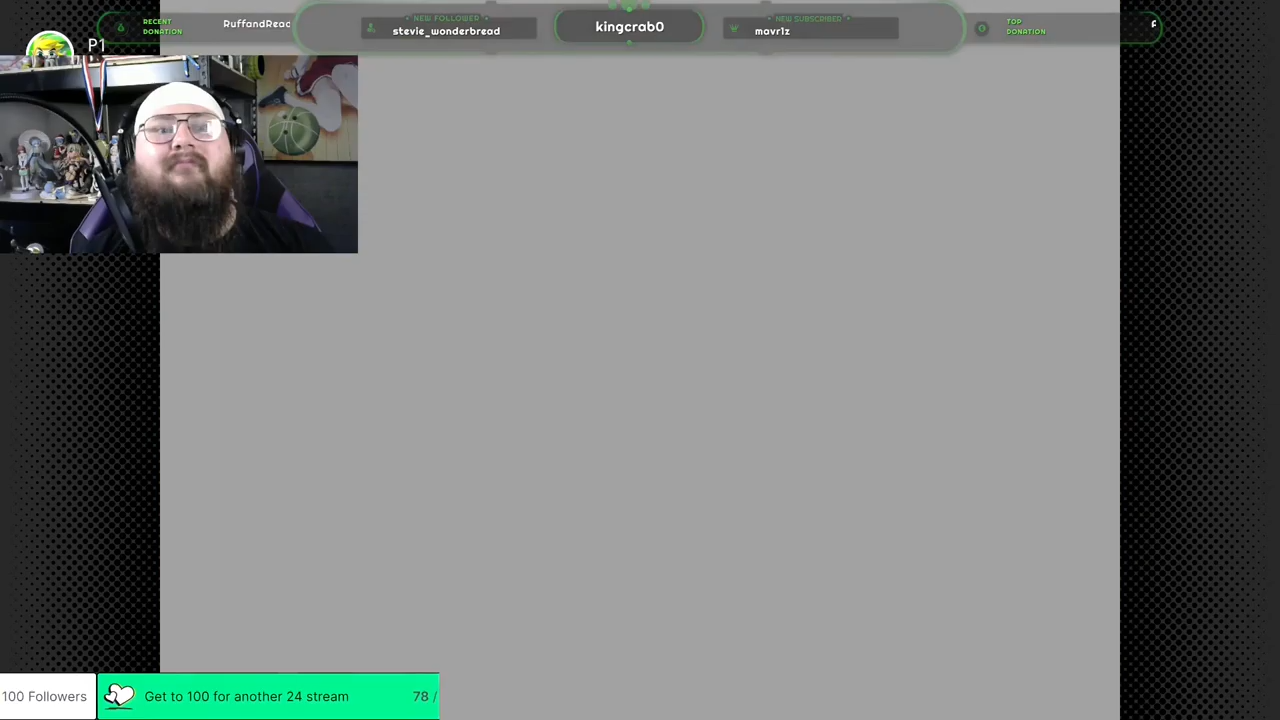 RECENT
DONATION
RuffandRead
NEW FOLLOWER
stevie_wonderbread
kingcrab0
NEW SUBSCRIBER
mavr1z
TOP
DONATION
P1
100 Followers
Get to 100 for another 24 stream
78 /